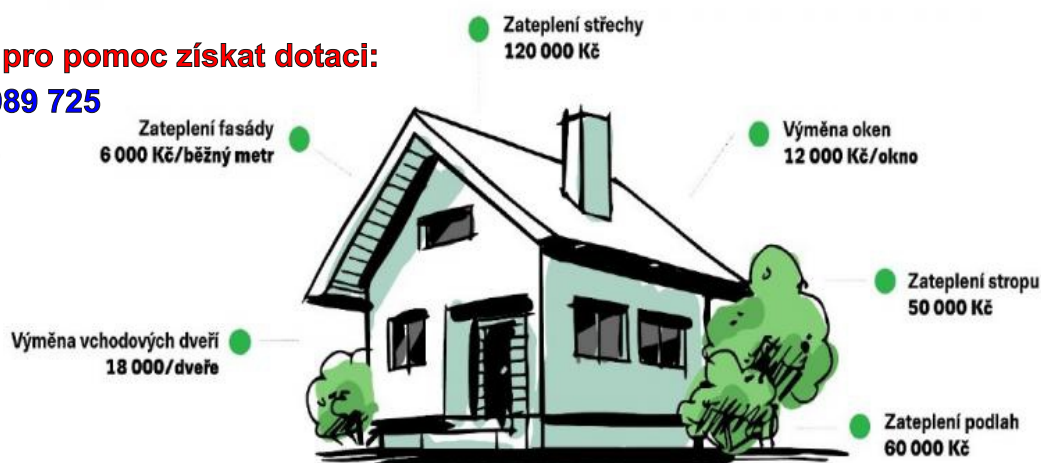 Zateplení střechy
120 000 Kč
pro pomoc získat dotaci:
989 725
Zateplení fasády
6 000 Kč/běžný metr
Výměna oken
12 000 Kč/okno
Zateplení stropu
50 000 Kč
Výměna vchodových dveří
18 000/dveře
Zateplení podlah
60 000 Kč